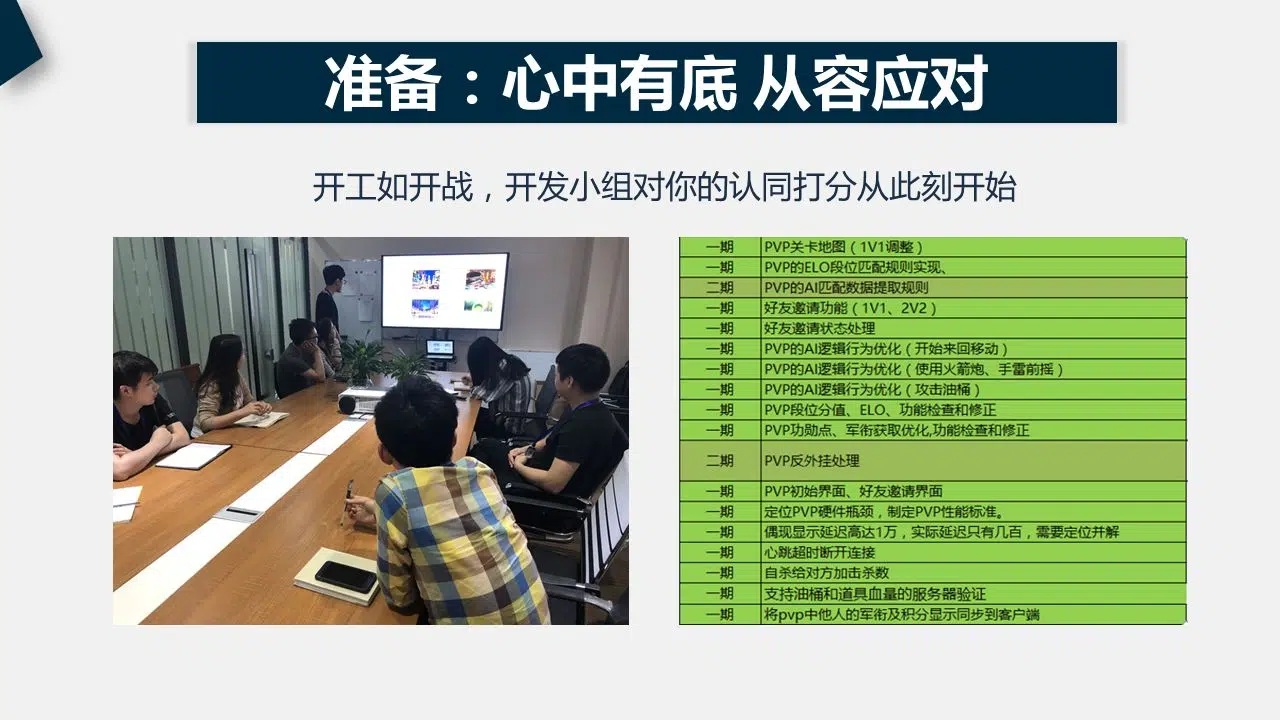 准备：心中有底 从容应对
开工如开战，开发小组对你的认同打分从此刻开始
一期 PVP关卡地图（1V1调整）
一期 PVP的ELO段位匹配规则实现、
二期 PVP的AI匹配数据提取规则
一期 好友邀请功能（1V1、2V2）
一期 好友邀请状态处理
一期 PVP的AI逻辑行为优化（开始来回移动）
一期 PVP的AI逻辑行为优化（使用火箭炮、手雷前摇）
一期 PVP的AI逻辑行为优化（攻击油桶）
一期 PVP段位分值、ELO、功能检查和修正
一期 PVP功勋点、军衔获取优化,功能检查和修正
二期 PVP反外挂处理
一期 PVP初始界面、好友邀请界面
一期 定位PVP硬件瓶颈，制定PVP性能标准。
一期 偶现显示延迟高达1万，实际延迟只有几百，需要定位并解
一期 心跳超时断开连接
一期 自杀给对方加击杀数
一期 支持油桶和道具血量的服务器验证
一期 将pvp中他人的军衔及积分显示同步到客户端